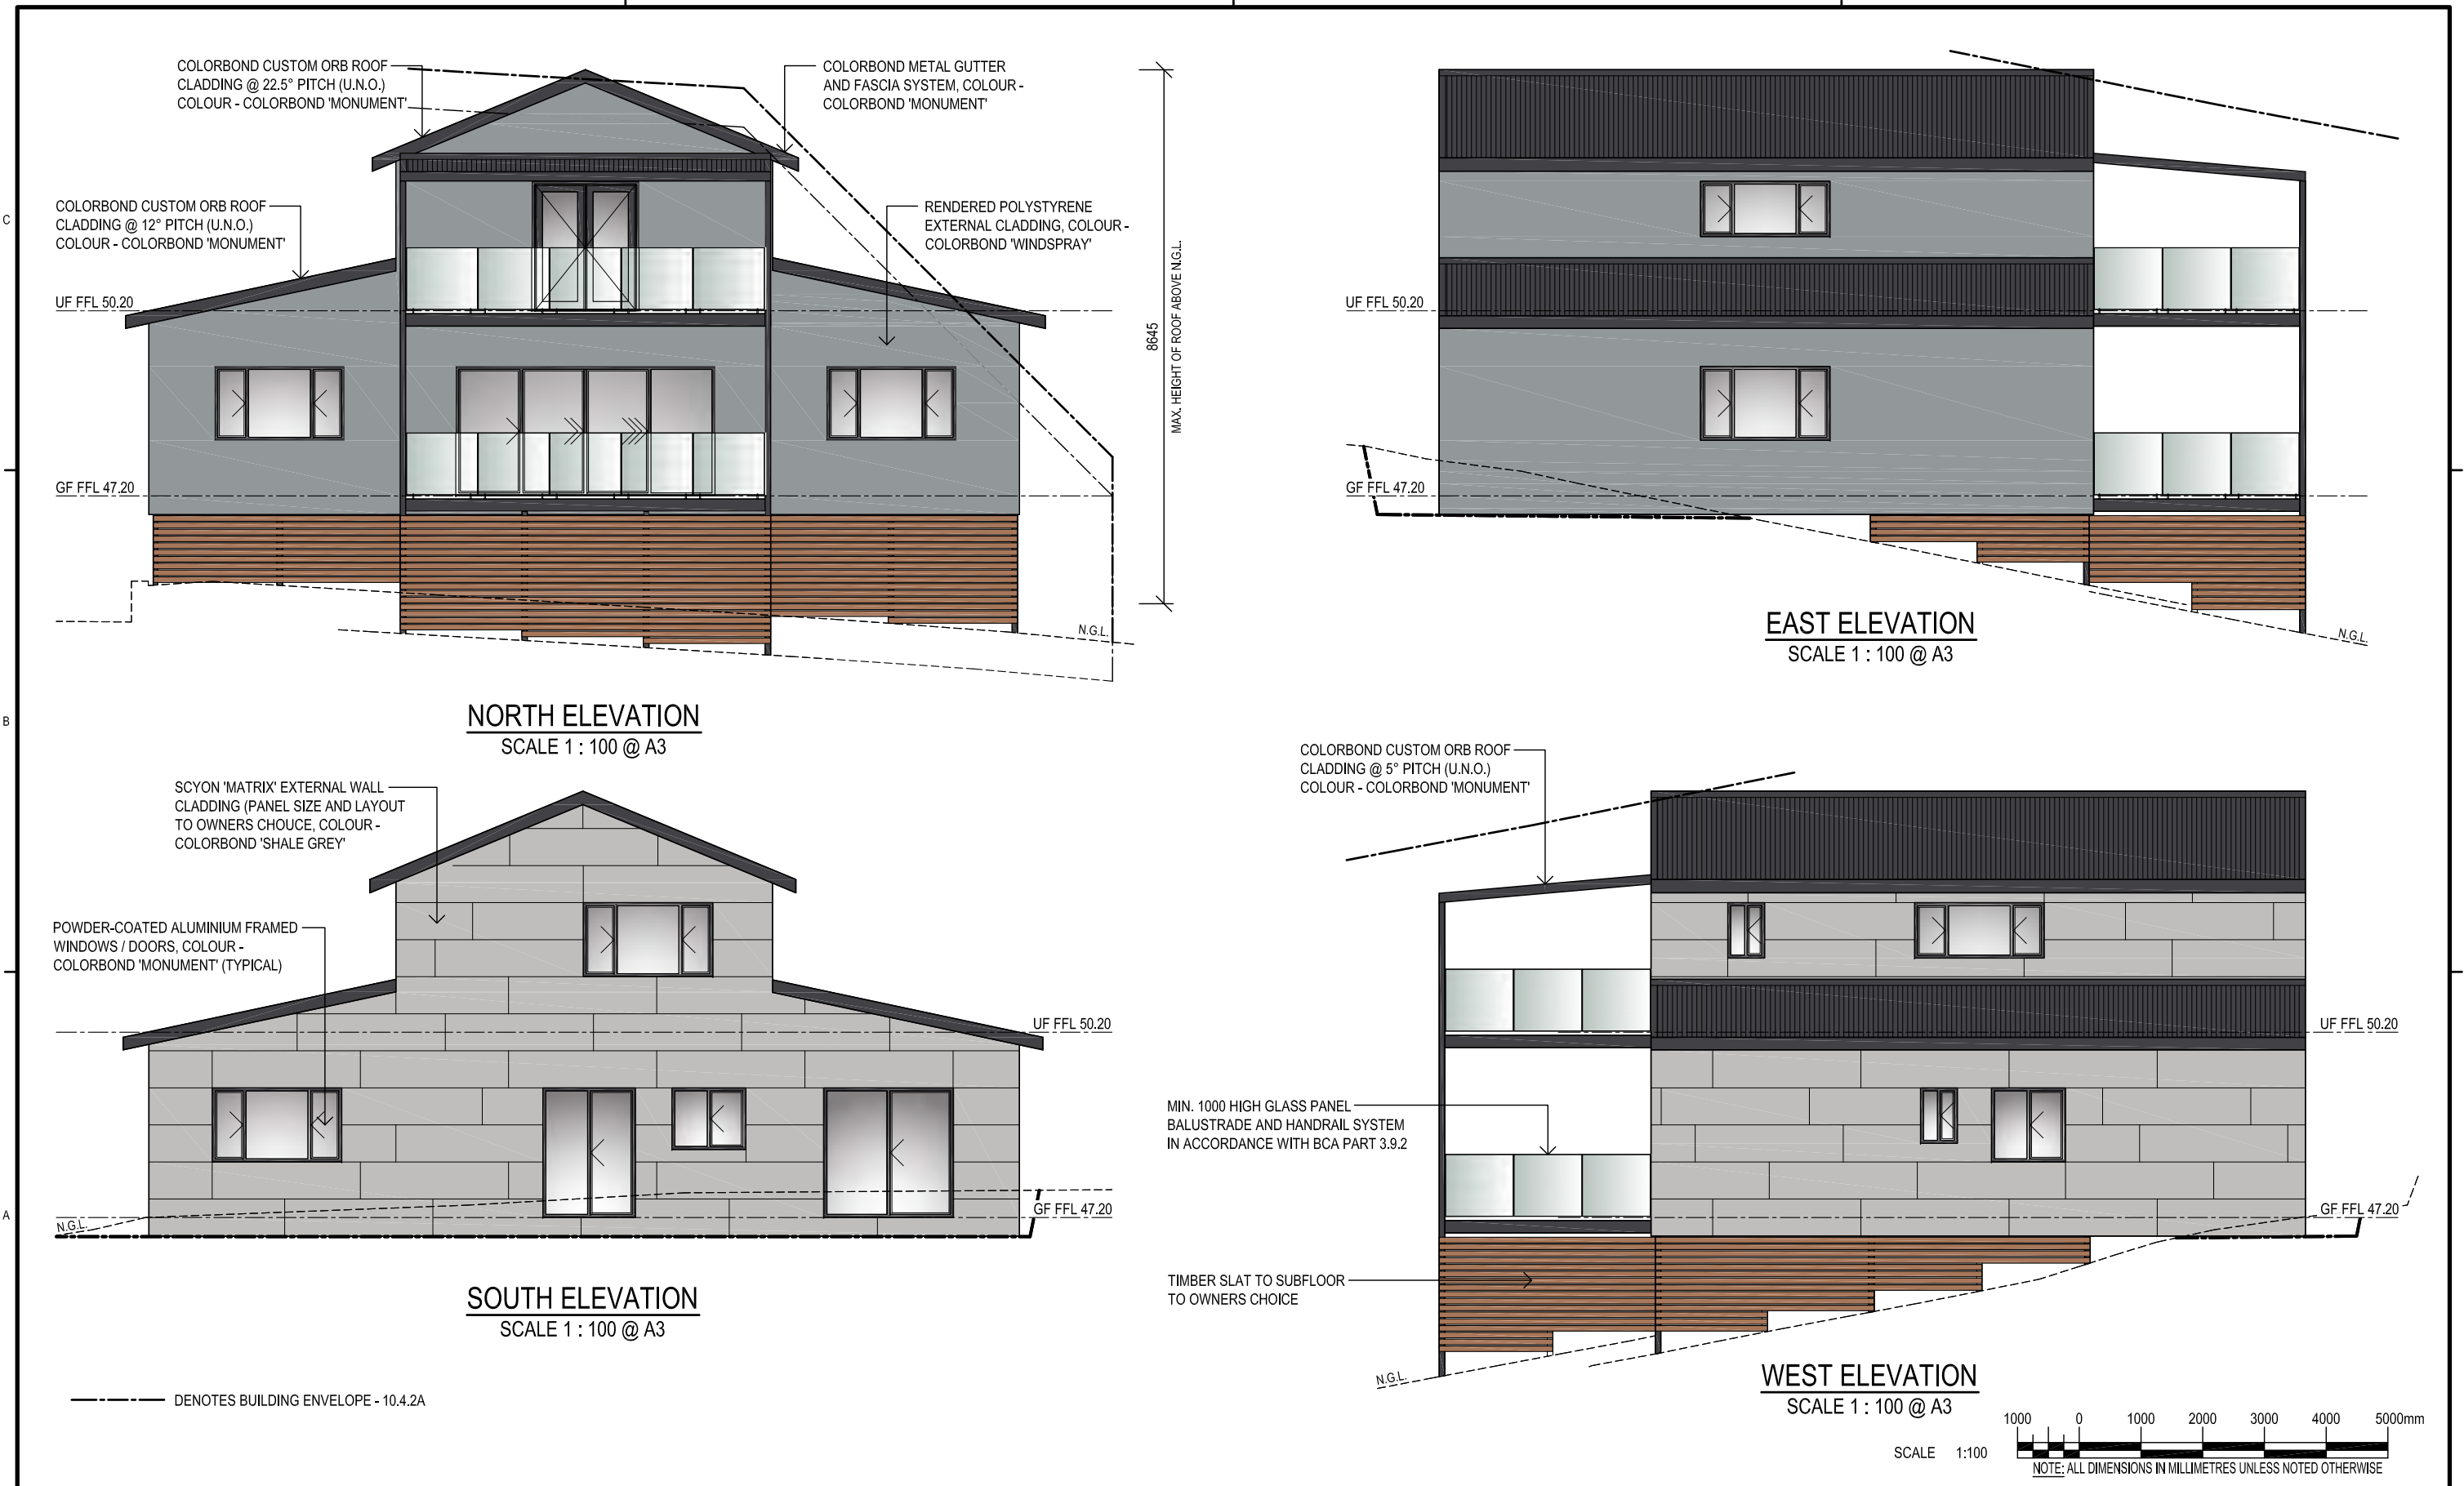 COLORBOND CUSTOM ORB ROOF
CLADDING @ 22.5° PITCH (U.N.O.)
COLOUR - COLORBOND 'MONUMENT'
COLORBOND METAL GUTTER
AND FASCIA SYSTEM, COLOUR -
COLORBOND 'MONUMENT'
COLORBOND CUSTOM ORB ROOF
CLADDING @ 12° PITCH (U.N.O.)
COLOUR - COLORBOND 'MONUMENT'
RENDERED POLYSTYRENE
EXTERNAL CLADDING, COLOUR -
COLORBOND 'WINDSPRAY'
C
UF FFL 50.20
GF FFL 47.20
8645
MAX. HEIGHT OF ROOF ABOVE N.G.L.
N.G.L.
NORTH ELEVATION
SCALE 1 : 100 @ A3
UF FFL 50.20
GF FFL 47.20
N.G.L.
EAST ELEVATION
SCALE 1 : 100 @ A3
B
SCYON 'MATRIX' EXTERNAL WALL
CLADDING (PANEL SIZE AND LAYOUT
TO OWNERS CHOUCE, COLOUR -
COLORBOND 'SHALE GREY'
POWDER-COATED ALUMINIUM FRAMED
WINDOWS / DOORS, COLOUR -
COLORBOND 'MONUMENT' (TYPICAL)
UF FFL 50.20
GF FFL 47.20
A
N.G.L.
SOUTH ELEVATION
SCALE 1 : 100 @ A3
DENOTES BUILDING ENVELOPE - 10.4.2A
COLORBOND CUSTOM ORB ROOF
CLADDING @ 5° PITCH (U.N.O.)
COLOUR - COLORBOND 'MONUMENT'
MIN. 1000 HIGH GLASS PANEL
BALUSTRADE AND HANDRAIL SYSTEM
IN ACCORDANCE WITH BCA PART 3.9.2
TIMBER SLAT TO SUBFLOOR
TO OWNERS CHOICE
UF FFL 50.20
GF FFL 47.20
N.G.L.
WEST ELEVATION
SCALE 1 : 100 @ A3
1000 0 1000 2000 3000 4000 5000mm
SCALE 1:100
NOTE: ALL DIMENSIONS IN MILLIMETRES UNLESS NOTED OTHERWISE